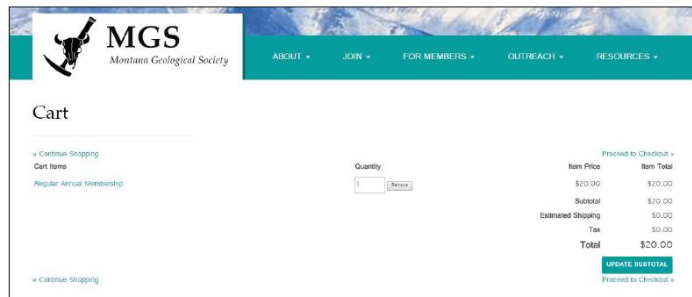 MGS
Montana Geological Society
ABOUT JOIN FOR MEMBERS OUTREACH RESOURCES
Cart
« Continue Shopping Proceed to Checkout »
Cart Items Quantity Item Price Item Total
Regular Annual Membership 1 Remove $20.00 $20.00
Subtotal $20.00
Estimated Shipping $0.00
Tax $0.00
Total $20.00
UPDATE SUBTOTAL
« Continue Shopping Proceed to Checkout »